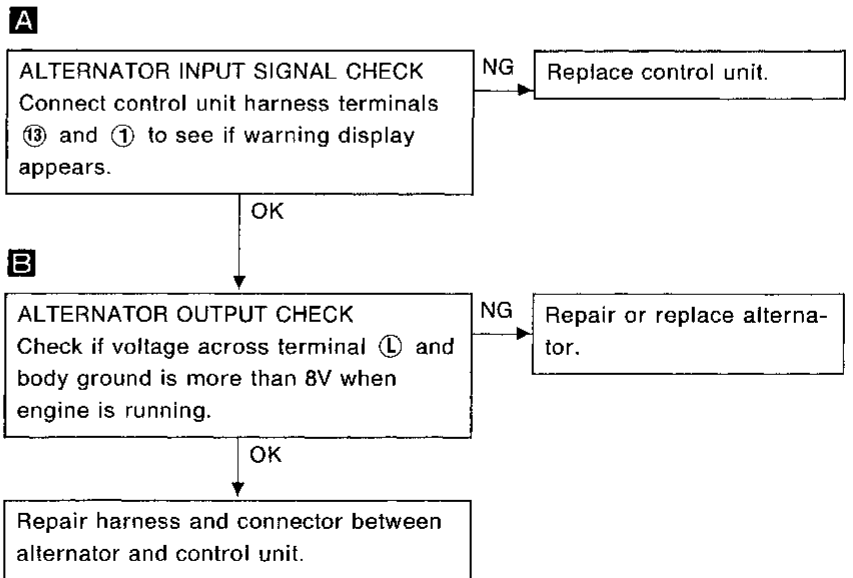 A
ALTERNATOR INPUT SIGNAL CHECK
Connect control unit harness terminals
⑬ and ① to see if warning display
appears.
NG
Replace control unit.
OK
B
ALTERNATOR OUTPUT CHECK
Check if voltage across terminal Ⓛ and
body ground is more than 8V when
engine is running.
NG
Repair or replace alterna-
tor.
OK
Repair harness and connector between
alternator and control unit.